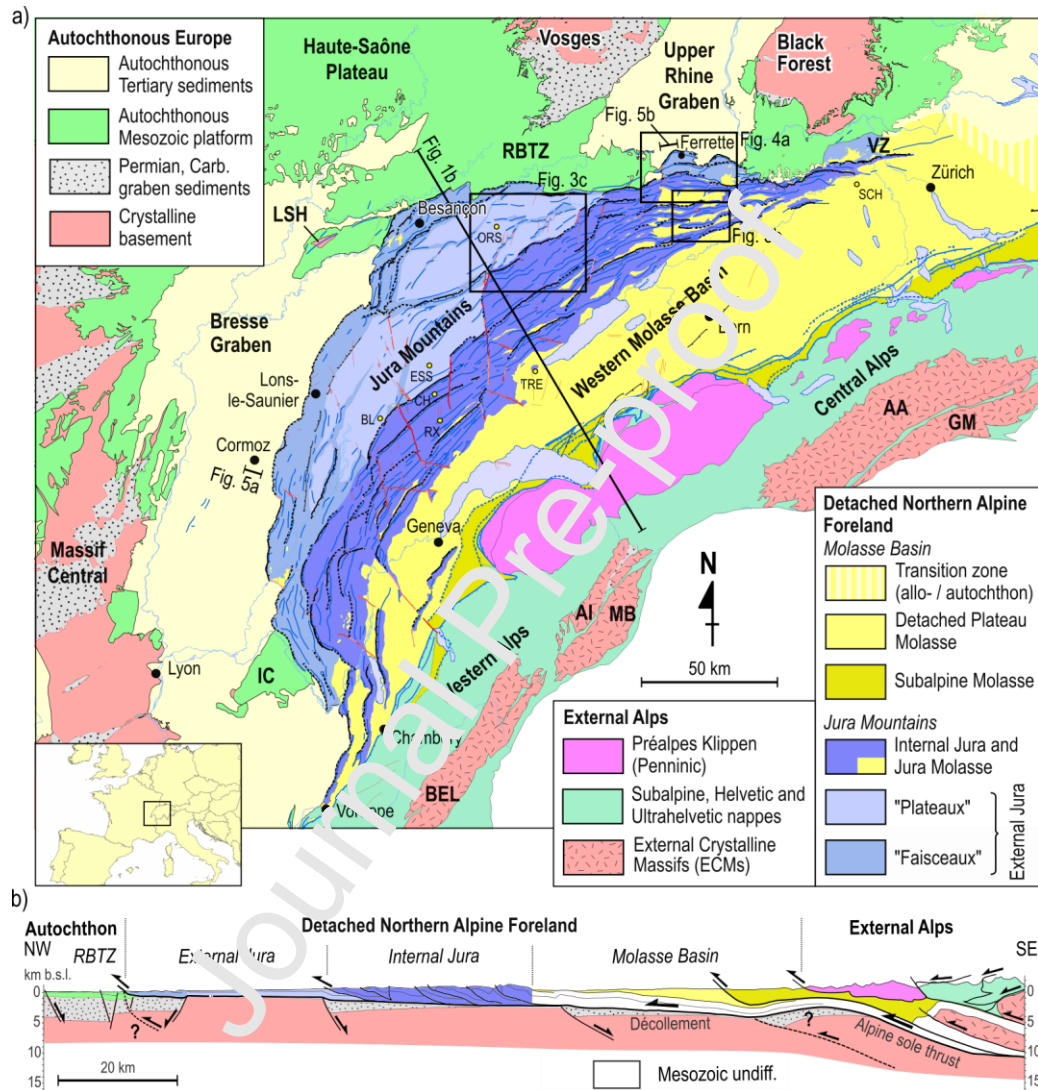 a)
Autochthonous Europe
Autochthonous
Tertiary sediments
Autochthonous
Mesozoic platform
Permian, Carb.
graben sediments
Crystalline
basement
Haute-Saône
Plateau
Vosges
Upper
Rhine
Graben
Black
Forest
Fig. 5b
Ferrette
Fig. 4a
VZ
Zürich
SCH
RBTZ
Fig. 1b
Fig. 3c
Besançon
ORS
LSH
Bresse
Graben
Jura Mountains
Western Molasse Basin
Lons-
le-Saunier
ESS
CH
BL
RX
TRE
Central Alps
AA
GM
Cormoz
Fig. 5a
Geneva
Massif
Central
Lyon
IC
AI
MB
N
50 km
BEL
External Alps
Préalpes Klippen
(Penninic)
Subalpine, Helvetic and
Ultrahelvetic nappes
External Crystalline
Massifs (ECMs)
Detached Northern Alpine
Foreland
Molasse Basin
Transition zone
(allo- / autochthon)
Detached Plateau
Molasse
Subalpine Molasse
Jura Mountains
Internal Jura and
Jura Molasse
"Plateaux"
"Faisceaux"
External Jura
Journal Pre-proof
b)
Autochthon
Detached Northern Alpine Foreland
External Alps
NW
RBTZ
External Jura
Internal Jura
Molasse Basin
SE
km b.s.l.
0
5
10
15
?
Décollement
?
Alpine sole thrust
0
5
10
15
20 km
Mesozoic undiff.